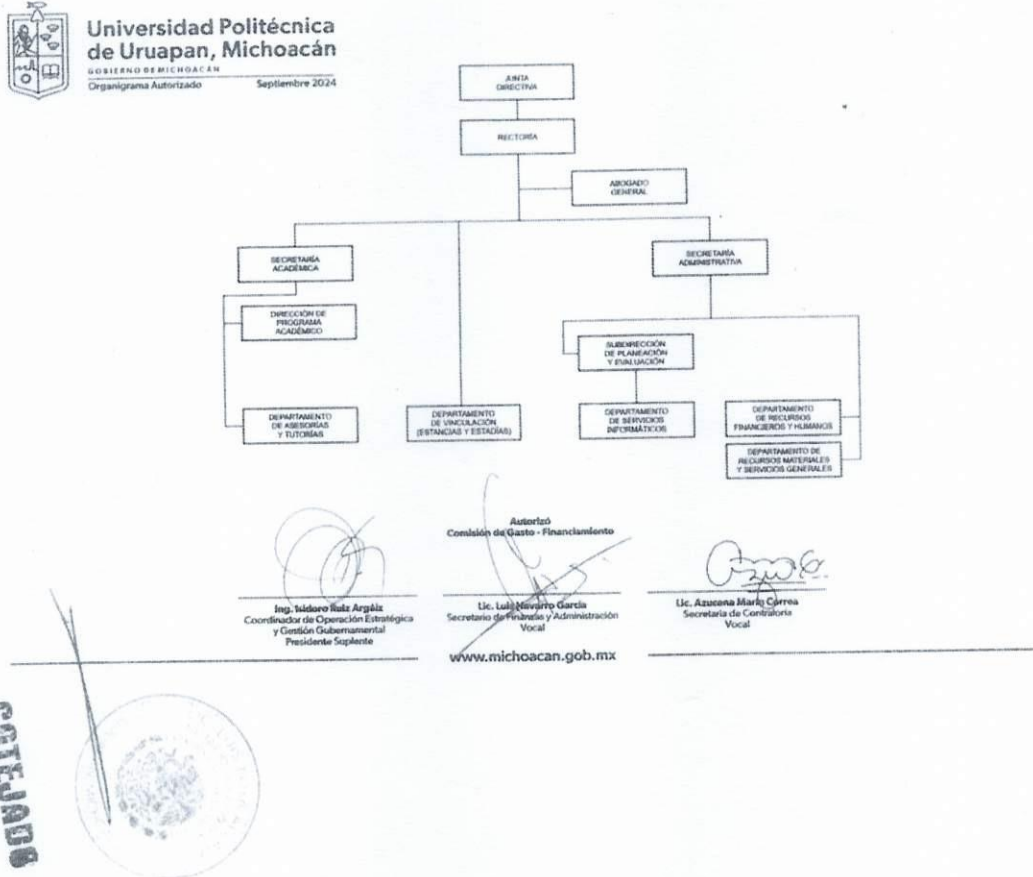 Universidad Politécnica
de Uruapan, Michoacán
GOBIERNO DE MICHOACÁN
Organigrama Autorizado Septiembre 2024
JUNTA
DIRECTIVA
RECTORÍA
ABOGADO
GENERAL
SECRETARÍA
ACADÉMICA
SECRETARÍA
ADMINISTRATIVA
DIRECCIÓN DE
PROGRAMA
ACADÉMICO
SUBDIRECCIÓN
DE PLANEACIÓN
Y EVALUACIÓN
DEPARTAMENTO
DE ASESORÍAS
Y TUTORÍAS
DEPARTAMENTO
DE VINCULACIÓN
(ESTANCIAS Y ESTADÍAS)
DEPARTAMENTO
DE SERVICIOS
INFORMÁTICOS
DEPARTAMENTO
DE RECURSOS
FINANCIEROS Y HUMANOS
DEPARTAMENTO DE
RECURSOS MATERIALES
Y SERVICIOS GENERALES
Autorizó
Comisión de Gasto - Financiamiento
Ing. Isidoro Ruiz Argáiz
Coordinador de Operación Estratégica
y Gestión Gubernamental
Presidente Suplente
Lic. Luis Navarro García
Secretario de Finanzas y Administración
Vocal
Lic. Azucena Marín Correa
Secretaria de Contraloría
Vocal
www.michoacan.gob.mx
COTEJADO